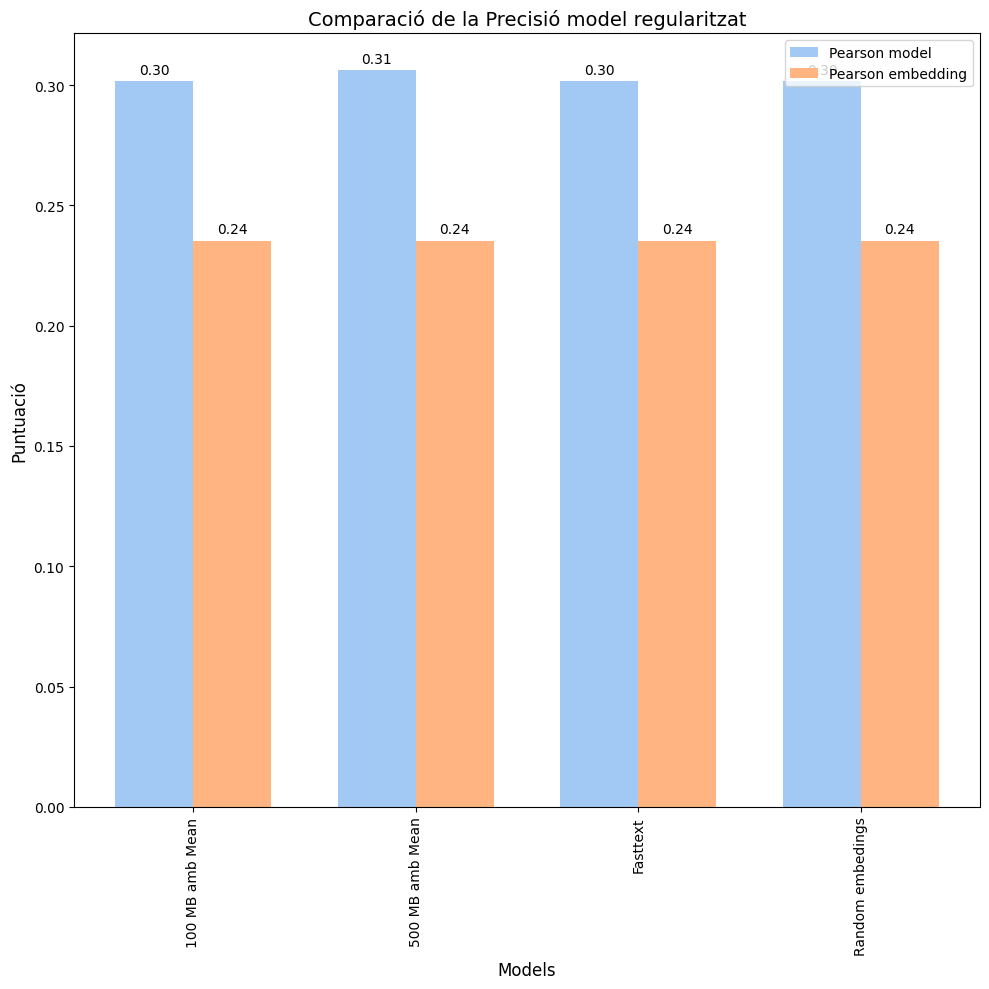 Comparació de la Precisió model regularitzat
Pearson model
Pearson embedding
0.30
0.31
0.30
0.30
0.24
0.24
0.24
0.24
Puntuació
0.30
0.25
0.20
0.15
0.10
0.05
0.00
100 MB amb Mean
500 MB amb Mean
Fasttext
Random embedings
Models